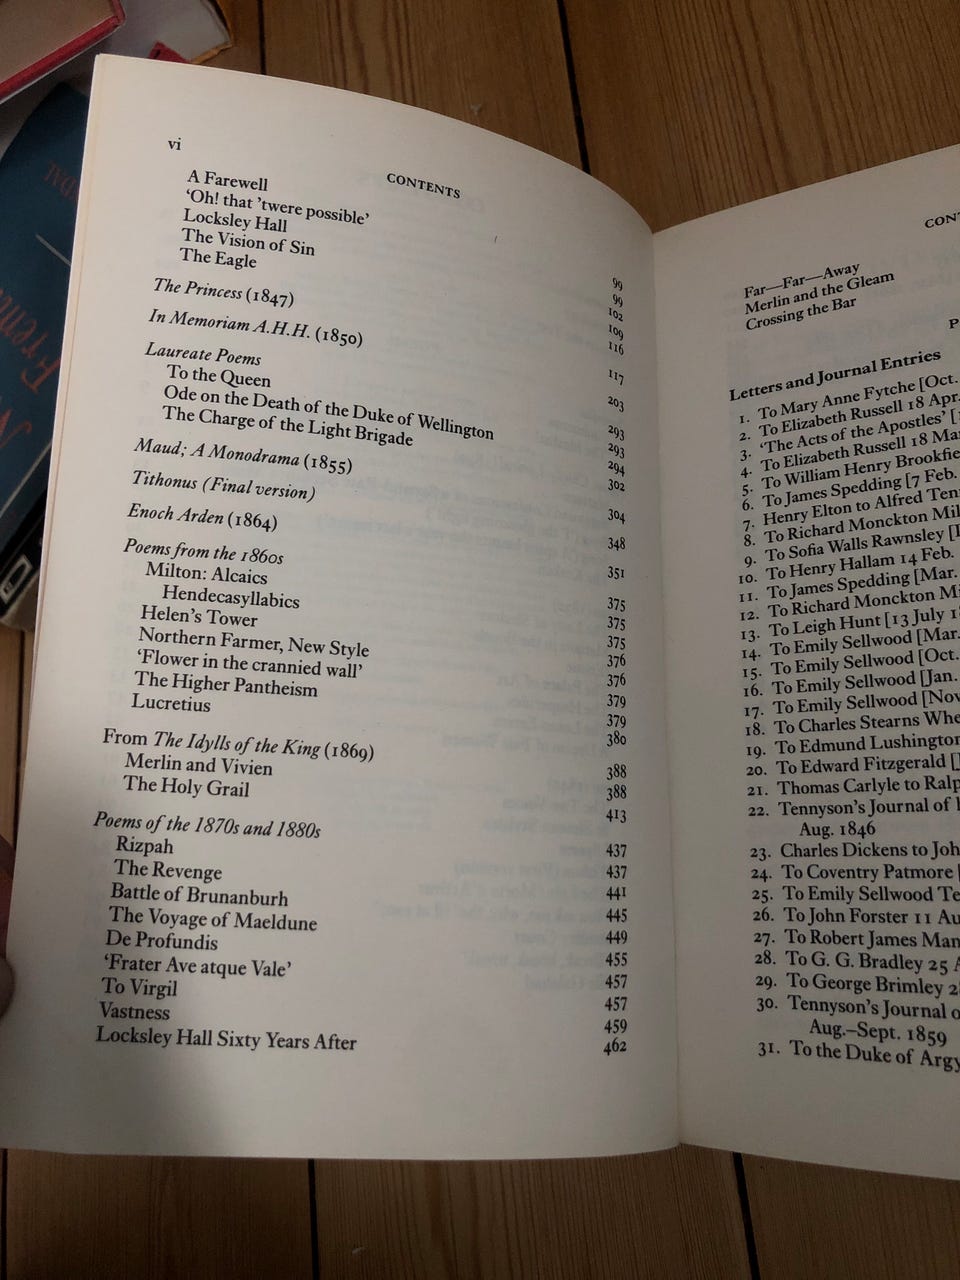 vi
CONTENTS
A Farewell 99
‘Oh! that ’twere possible’ 99
Locksley Hall 102
The Vision of Sin 109
The Eagle 116
The Princess (1847) 117
In Memoriam A.H.H. (1850) 203
Laureate Poems 293
To the Queen 293
Ode on the Death of the Duke of Wellington 294
The Charge of the Light Brigade 302
Maud; A Monodrama (1855) 304
Tithonus (Final version) 348
Enoch Arden (1864) 351
Poems from the 1860s 375
Milton: Alcaics 375
Hendecasyllabics 375
Helen’s Tower 376
Northern Farmer, New Style 376
‘Flower in the crannied wall’ 379
The Higher Pantheism 379
Lucretius 380
From The Idylls of the King (1869) 388
Merlin and Vivien 388
The Holy Grail 413
Poems of the 1870s and 1880s 437
Rizpah 437
The Revenge 441
Battle of Brunanburh 445
The Voyage of Maeldune 449
De Profundis 455
‘Frater Ave atque Vale’ 457
To Virgil 457
Vastness 459
Locksley Hall Sixty Years After 462
Far—Far—Away
Merlin and the Gleam
Crossing the Bar
Letters and Journal Entries
1. To Mary Anne Fytche [Oct.
2. To Elizabeth Russell 18 Apr.
3. ‘The Acts of the Apostles’ [
4. To Elizabeth Russell 18
5. To William Henry
6. To James Spedding [7 Feb.
7. Henry Elton to Alfred
8. To Richard Monckton
9. To Sofia Walls Rawnsley [
10. To Henry Hallam 14 Feb.
11. To James Spedding [Mar.
12. To Richard Monckton
13. To Leigh Hunt [13 July
14. To Emily Sellwood [Mar.
15. To Emily Sellwood [Oct.
16. To Emily Sellwood [Jan.
17. To Emily Sellwood
18. To Charles Stearns
19. To Edmund Lushington
20. To Edward Fitzgerald [
21. Thomas Carlyle to
22. Tennyson’s Journal of
Aug. 1846
23. Charles Dickens to
24. To Coventry Patmore [
25. To Emily Sellwood
26. To John Forster 11
27. To Robert James
28. To G. G. Bradley 25
29. To George Brimley
30. Tennyson’s Journal
Aug.–Sept. 1859
31. To the Duke of